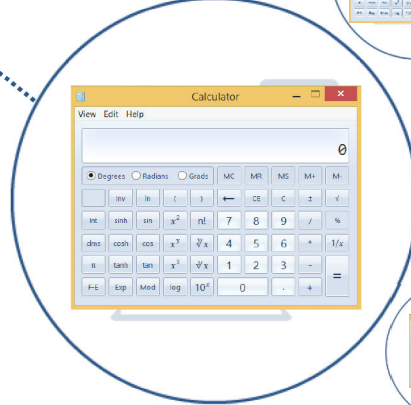 Calculator
View Edit Help
0
Degrees Radians Grads MC MR MS M+ M-
Inv ln ( ) ← CE C ± √
Int sinh sin x² n! 7 8 9 / %
dms cosh cos xʸ ʸ√x 4 5 6 * 1/x
π tanh tan x³ ³√x 1 2 3 - =
F-E Exp Mod log 10ˣ 0 . +